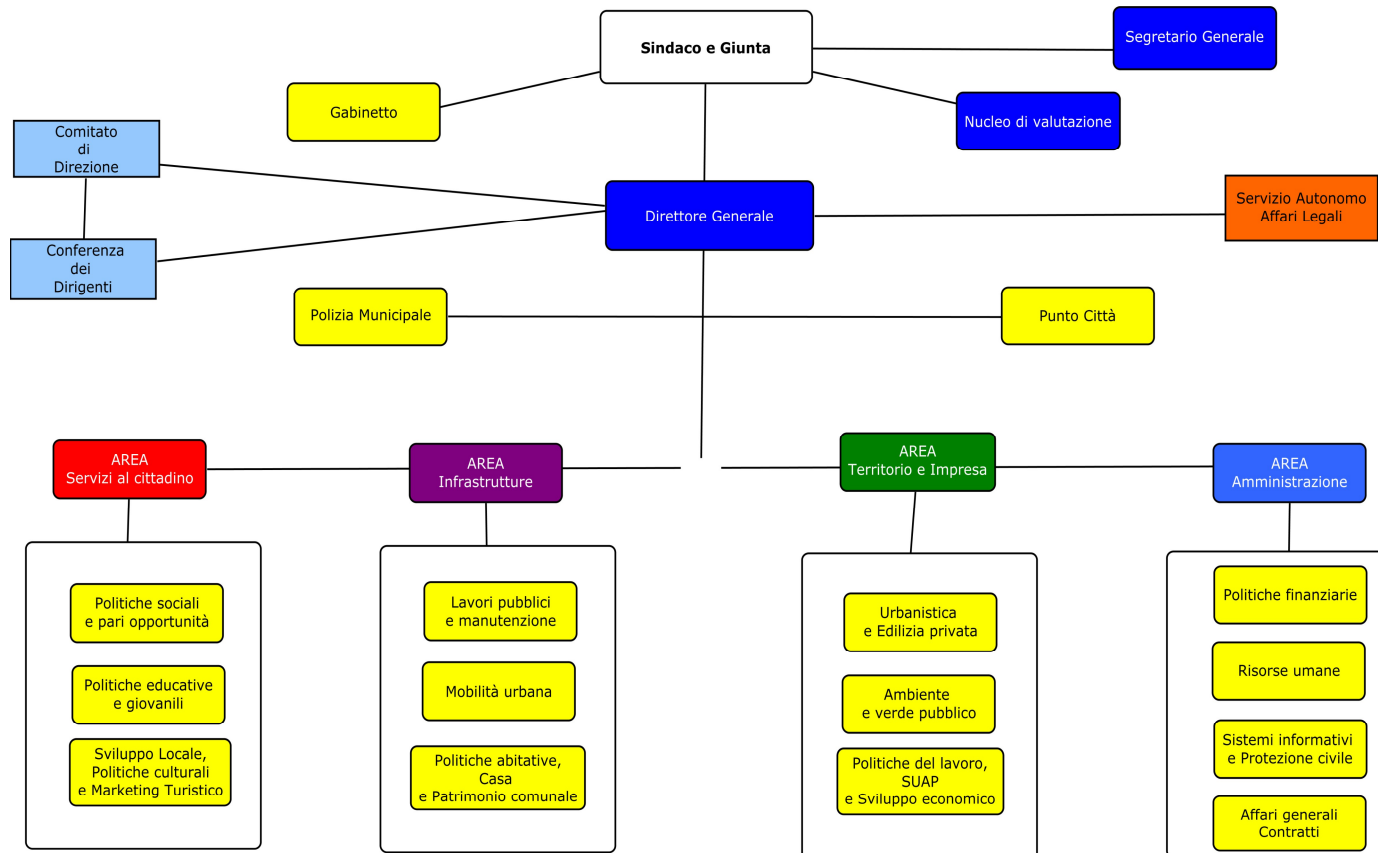 Sindaco e Giunta
Segretario Generale
Gabinetto
Nucleo di valutazione
Comitato
di
Direzione
Direttore Generale
Servizio Autonomo
Affari Legali
Conferenza
dei
Dirigenti
Polizia Municipale
Punto Città
AREA
Servizi al cittadino
AREA
Infrastrutture
AREA
Territorio e Impresa
AREA
Amministrazione
Politiche sociali
e pari opportunità
Politiche educative
e giovanili
Sviluppo Locale,
Politiche culturali
e Marketing Turistico
Lavori pubblici
e manutenzione
Mobilità urbana
Politiche abitative,
Casa
e Patrimonio comunale
Urbanistica
e Edilizia privata
Ambiente
e verde pubblico
Politiche del lavoro,
SUAP
e Sviluppo economico
Politiche finanziarie
Risorse umane
Sistemi informativi
e Protezione civile
Affari generali
Contratti